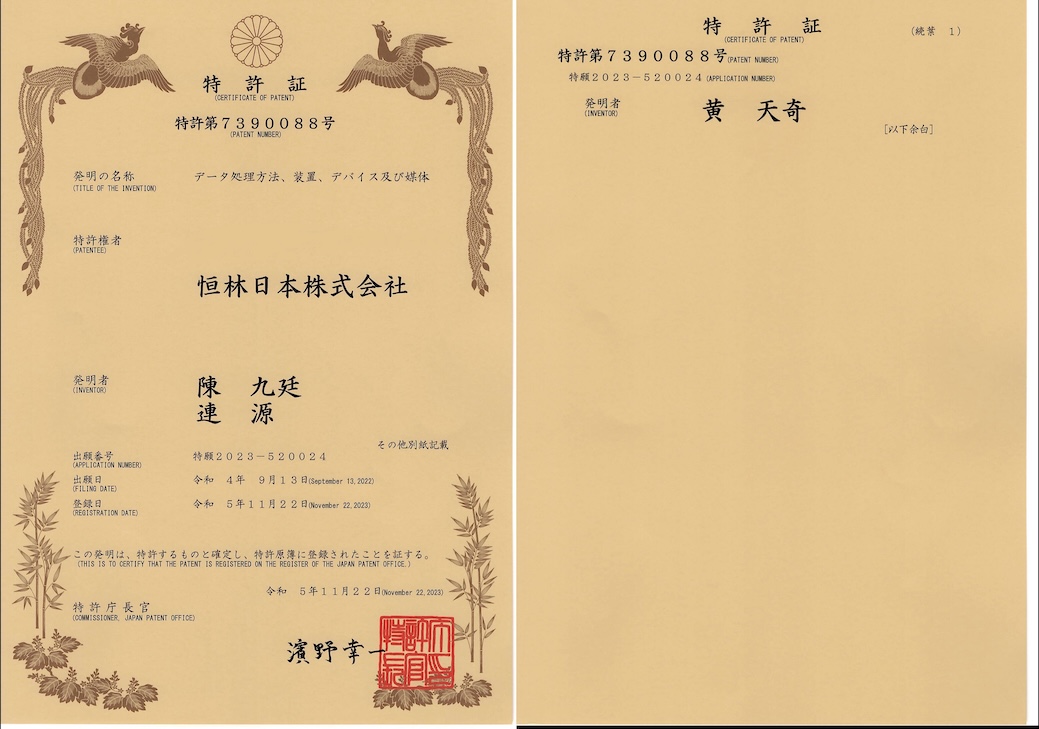 特許証
(CERTIFICATE OF PATENT)
特許第7390088号
(PATENT NUMBER)
発明の名称
(TITLE OF THE INVENTION)
データ処理方法、装置、デバイス及び媒体
特許権者
(PATENTEE)
恒林日本株式会社
発明者
(INVENTOR)
陳 九廷
連 源
その他別紙記載
出願番号
(APPLICATION NUMBER)
特願2023-520024
出願日
(FILING DATE)
令和 4年 9月13日(September 13,2022)
登録日
(REGISTRATION DATE)
令和 5年11月22日(November 22,2023)
この発明は、特許するものと確定し、特許原簿に登録されたことを証する。
(THIS IS TO CERTIFY THAT THE PATENT IS REGISTERED ON THE REGISTER OF THE JAPAN PATENT OFFICE.)
令和 5年11月22日(November 22,2023)
特許庁長官
(COMMISSIONER, JAPAN PATENT OFFICE)
濱野幸一
特許証
(CERTIFICATE OF PATENT)
(続葉 1)
特許第7390088号(PATENT NUMBER)
特願2023-520024(APPLICATION NUMBER)
発明者
(INVENTOR)
黄 天奇
[以下余白]